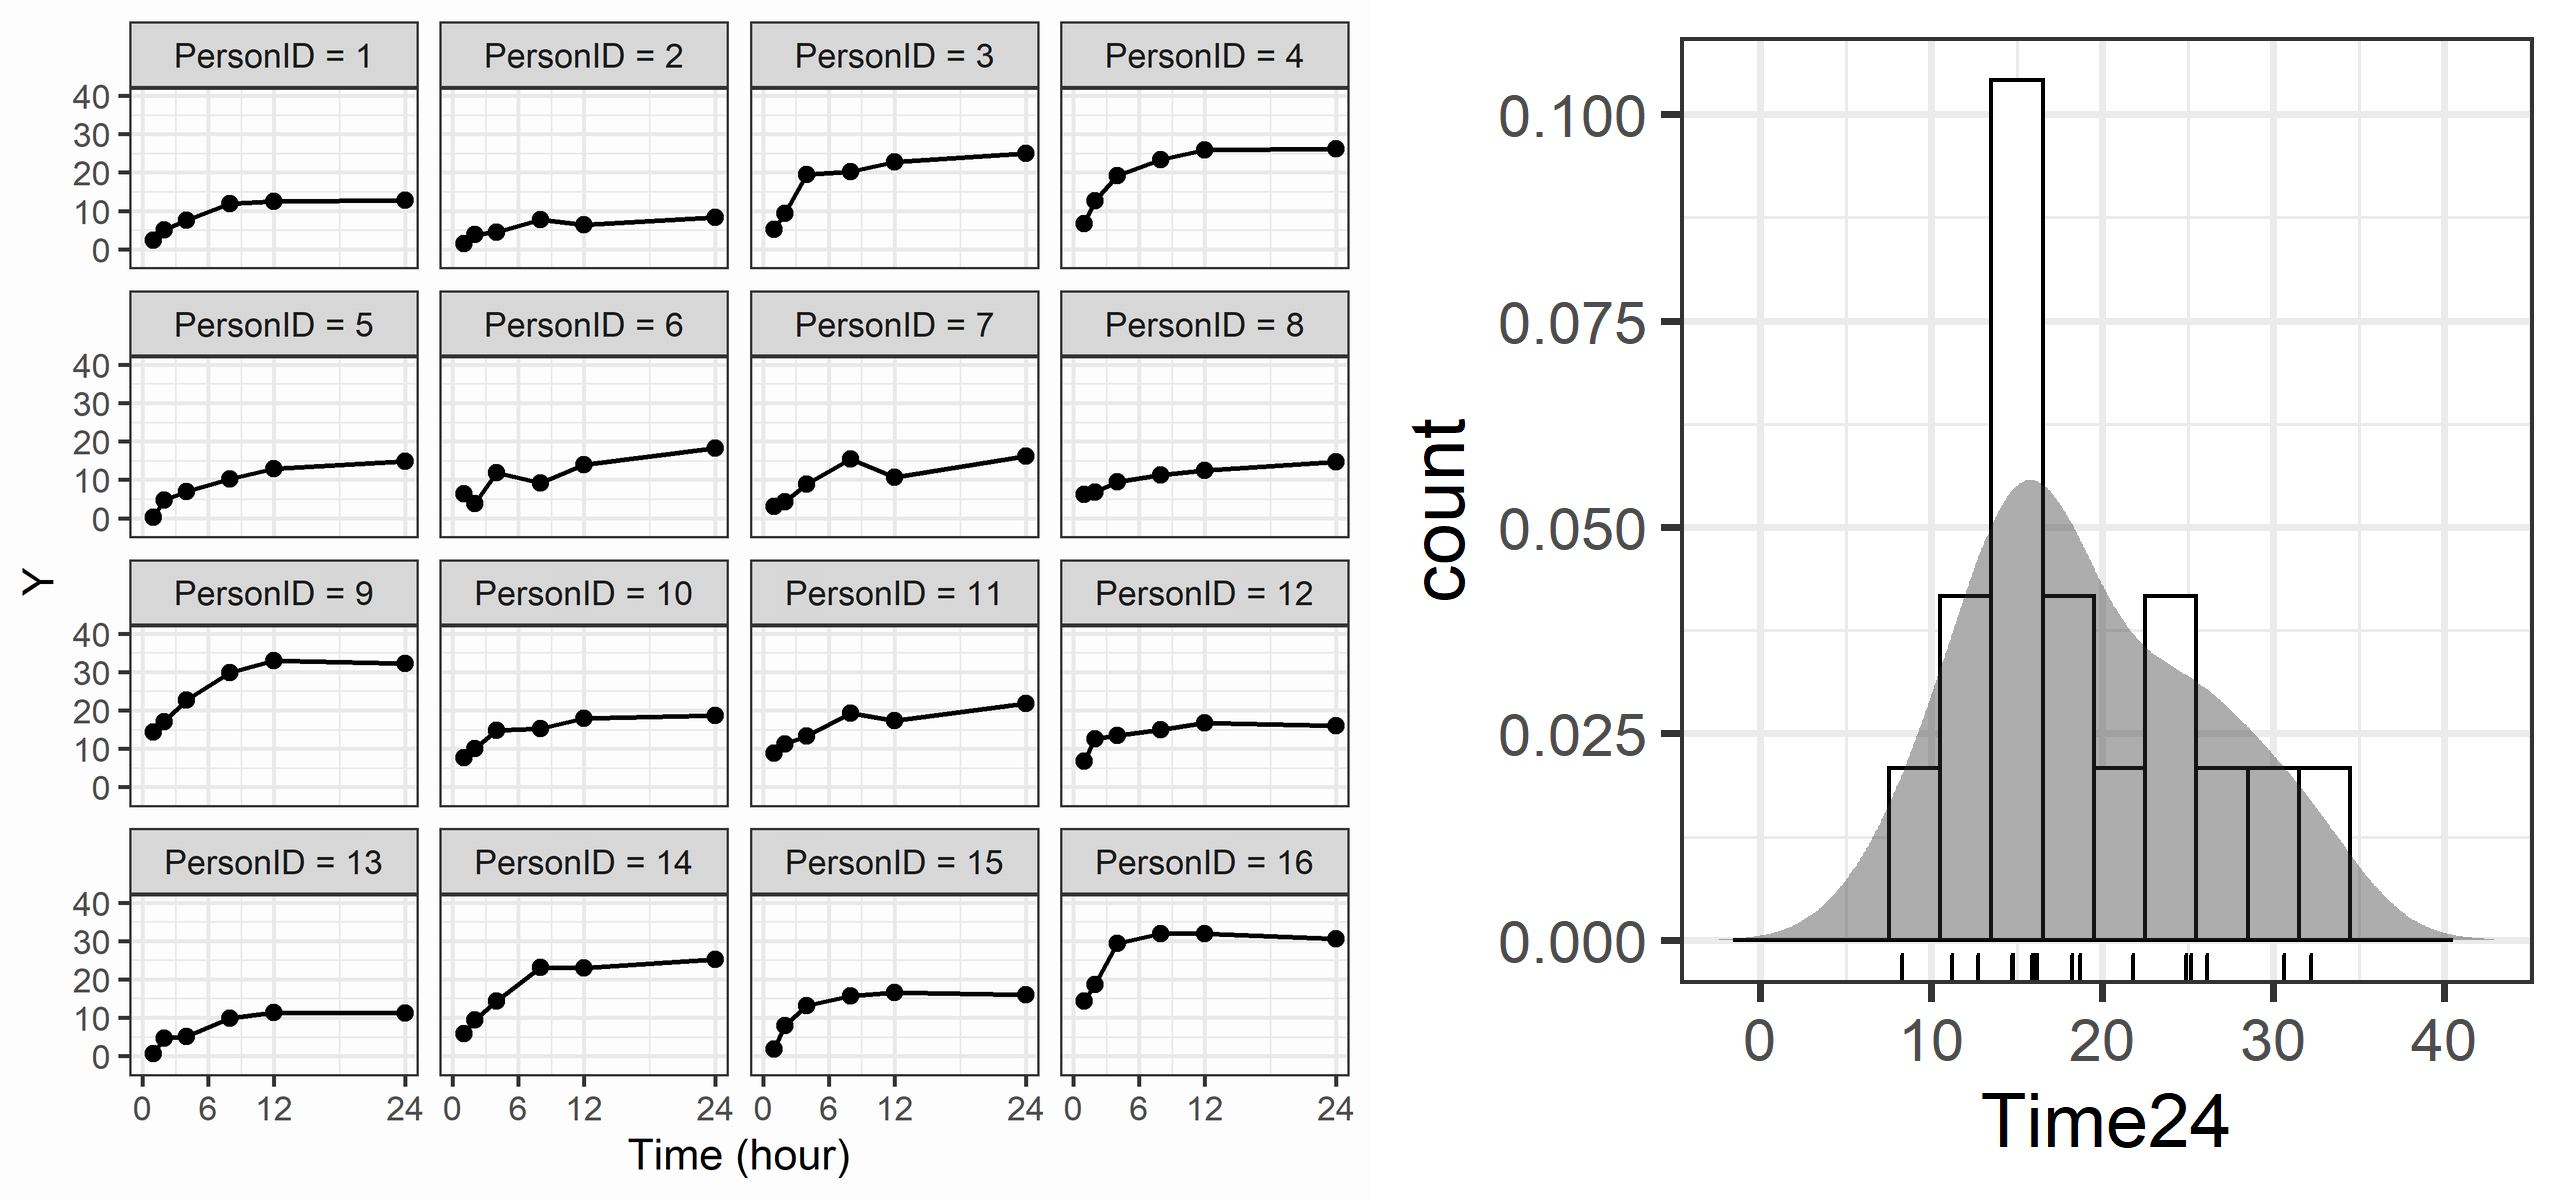 PersonID = 1 PersonID = 2 PersonID = 3 PersonID = 4
40
30
20
10
0
PersonID = 5 PersonID = 6 PersonID = 7 PersonID = 8
40
30
20
10
0
Y
PersonID = 9 PersonID = 10 PersonID = 11 PersonID = 12
40
30
20
10
0
PersonID = 13 PersonID = 14 PersonID = 15 PersonID = 16
40
30
20
10
0
0 6 12 24 0 6 12 24 0 6 12 24 0 6 12 24
Time (hour)
count
0.100
0.075
0.050
0.025
0.000
0 10 20 30 40
Time24